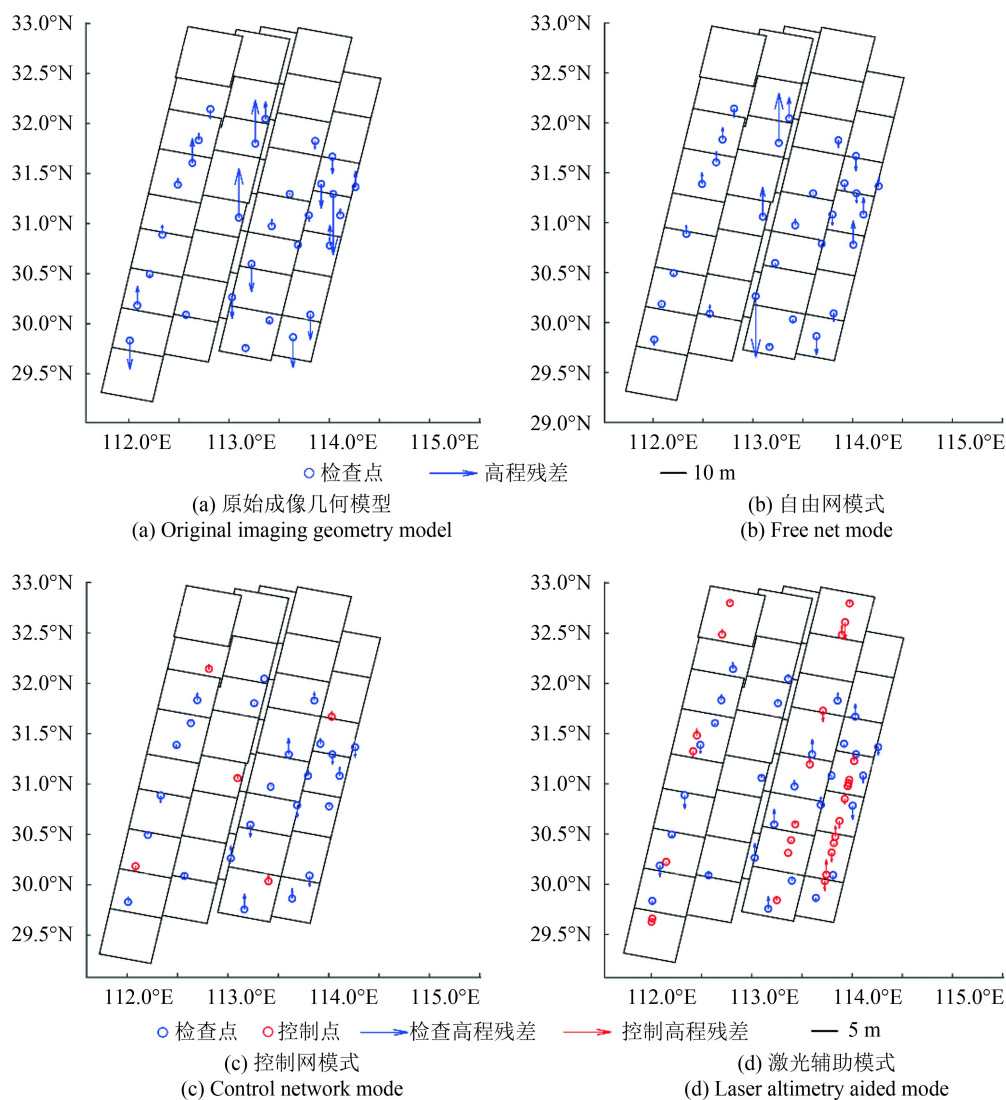 33.0°N
32.5°N
32.0°N
31.5°N
31.0°N
30.5°N
30.0°N
29.5°N
112.0°E 113.0°E 114.0°E 115.0°E
33.0°N
32.5°N
32.0°N
31.5°N
31.0°N
30.5°N
30.0°N
29.5°N
29.0°N
112.0°E 113.0°E 114.0°E 115.0°E
检查点 高程残差 10 m
(a) 原始成像几何模型
(a) Original imaging geometry model
(b) 自由网模式
(b) Free net mode
33.0°N
32.5°N
32.0°N
31.5°N
31.0°N
30.5°N
30.0°N
29.5°N
112.0°E 113.0°E 114.0°E 115.0°E
33.0°N
32.5°N
32.0°N
31.5°N
31.0°N
30.5°N
30.0°N
29.5°N
112.0°E 113.0°E 114.0°E 115.0°E
检查点 控制点 检查高程残差 控制高程残差 5 m
(c) 控制网模式
(c) Control network mode
(d) 激光辅助模式
(d) Laser altimetry aided mode